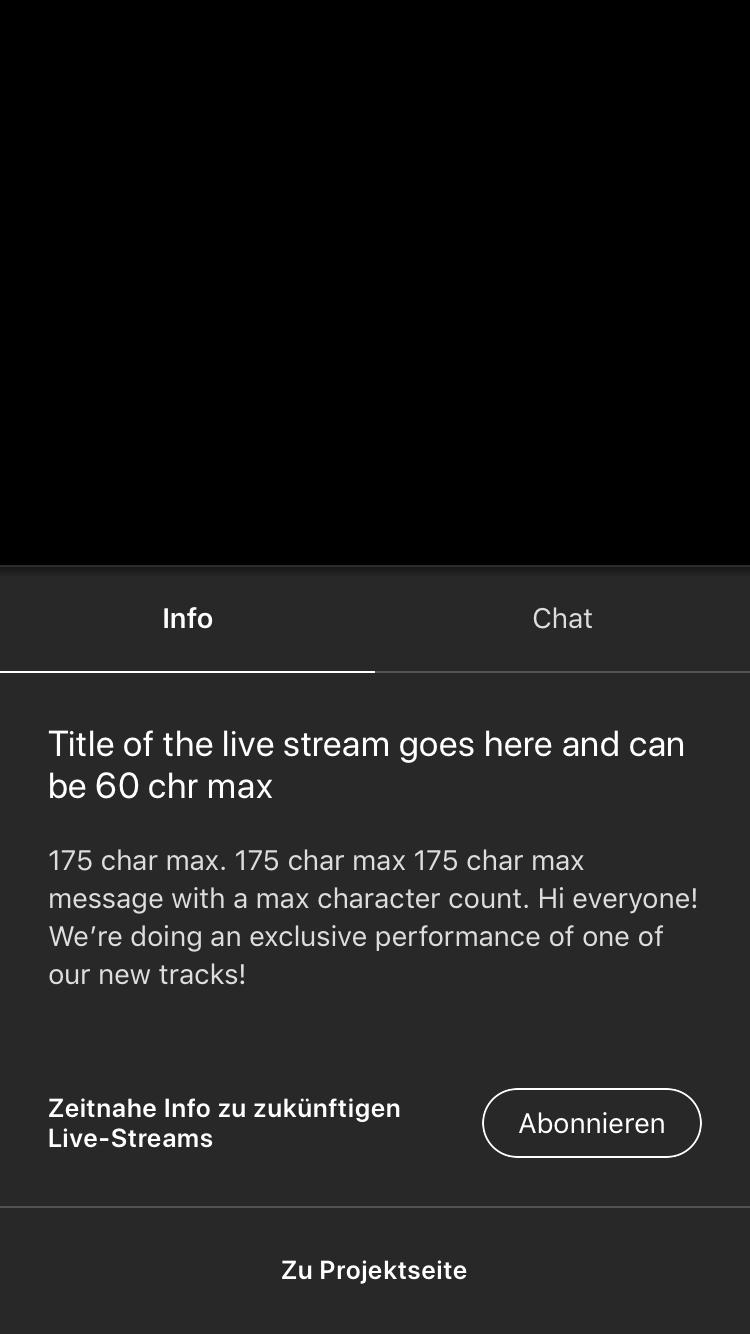 Info
Chat
Title of the live stream goes here and can
be 60 chr max
175 char max. 175 char max 175 char max
message with a max character count. Hi everyone!
We’re doing an exclusive performance of one of
our new tracks!
Zeitnahe Info zu zukünftigen
Live-Streams
Abonnieren
Zu Projektseite